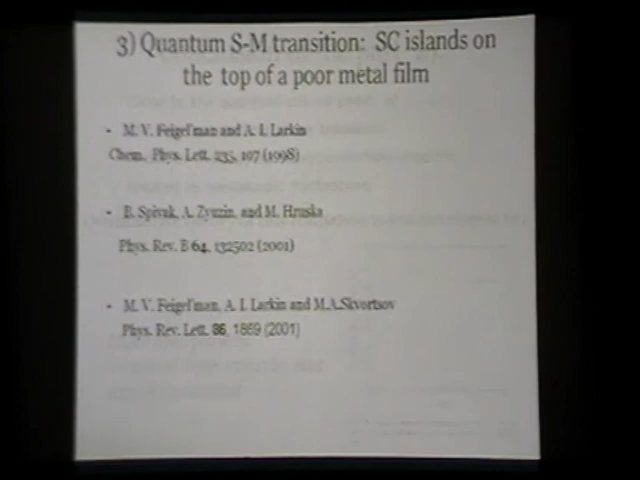 3) Quantum S-M transition: SC islands on
the top of a poor metal film
• M. V. Feigel'man and A. I. Larkin
Chem. Phys. Lett. 235, 107 (1998)
• B. Spivak, A. Zyuzin, and M. Hruska
Phys. Rev. B 64, 132502 (2001)
• M. V. Feigel'man, A. I. Larkin and M.A.Skvortsov
Phys. Rev. Lett. 86, 1869 (2001)